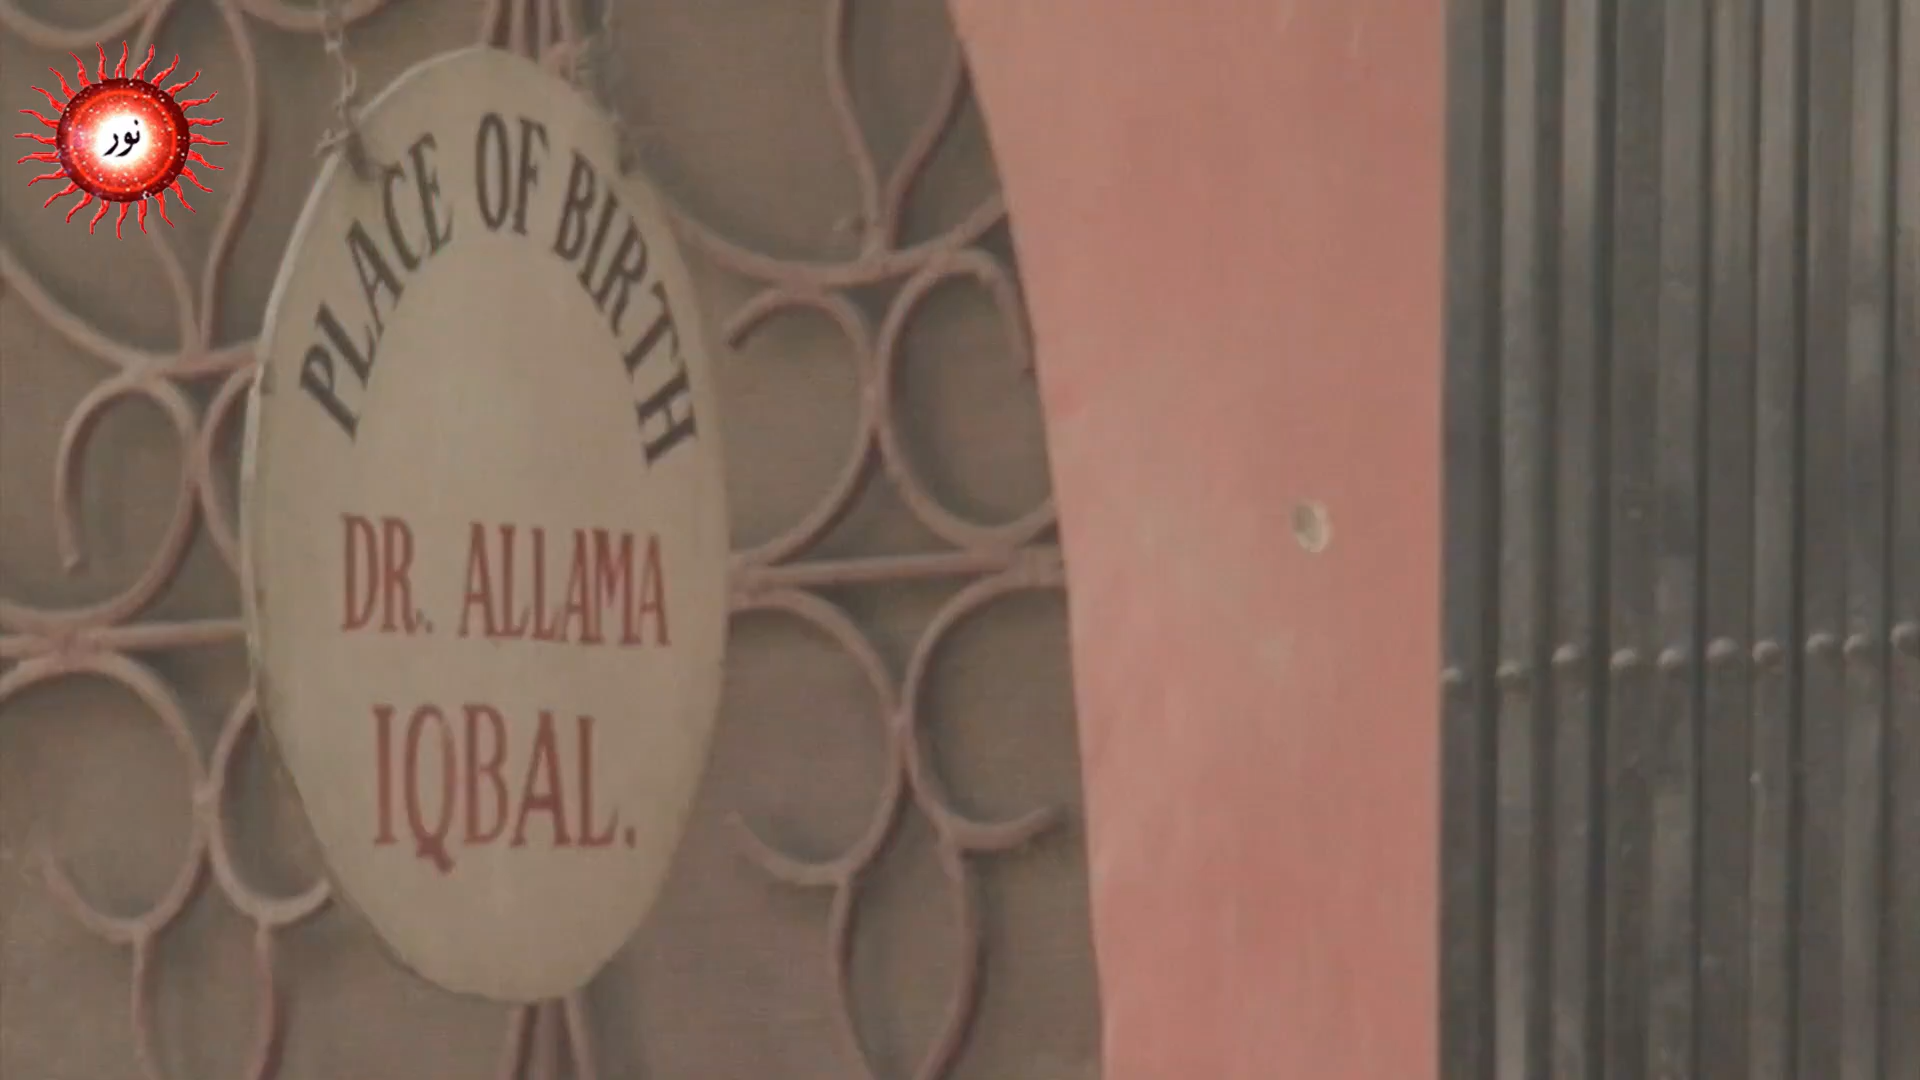 نور
PLACE OF BIRTH
DR. ALLAMA
IQBAL.